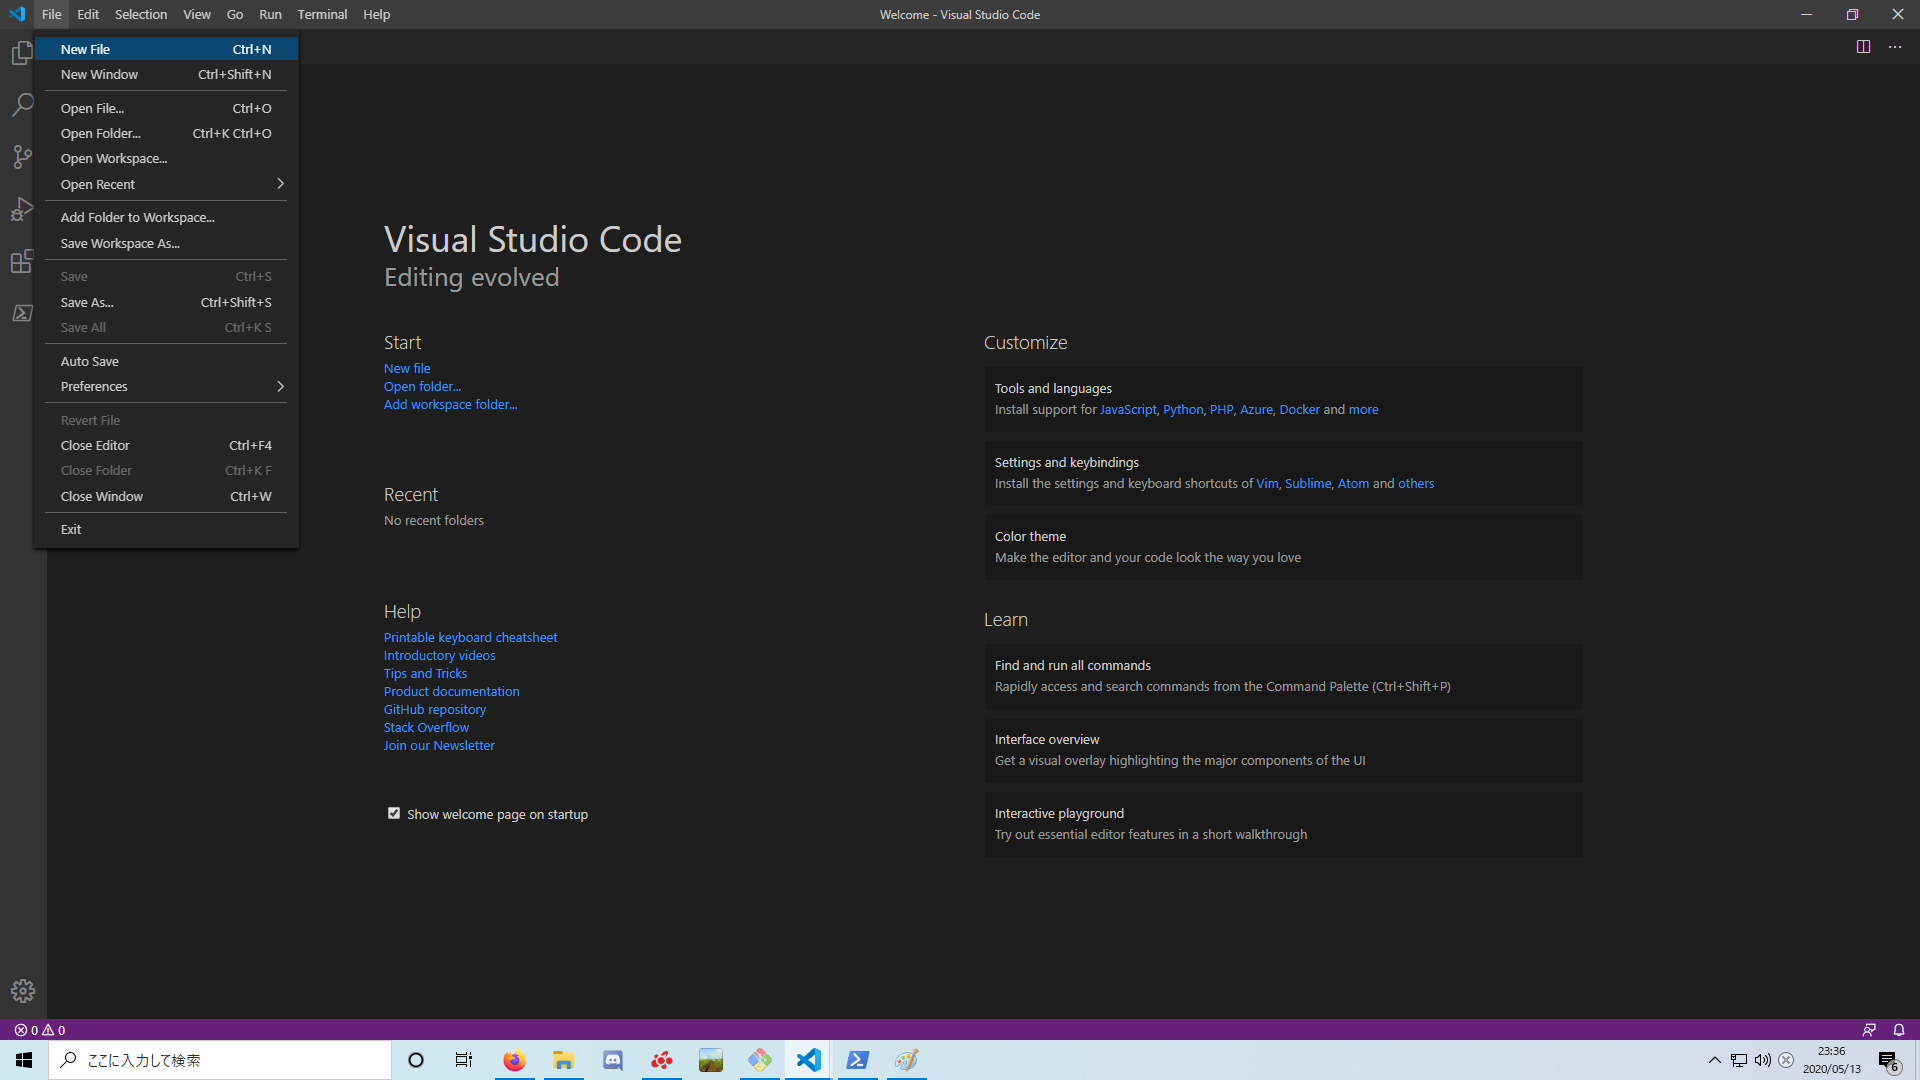 File Edit Selection View Go Run Terminal Help
Welcome - Visual Studio Code
New File Ctrl+N
New Window Ctrl+Shift+N
Open File... Ctrl+O
Open Folder... Ctrl+K Ctrl+O
Open Workspace...
Open Recent
Add Folder to Workspace...
Save Workspace As...
Save Ctrl+S
Save As... Ctrl+Shift+S
Save All Ctrl+K S
Auto Save
Preferences
Revert File
Close Editor Ctrl+F4
Close Folder Ctrl+K F
Close Window Ctrl+W
Exit
Visual Studio Code
Editing evolved
Start
New file
Open folder...
Add workspace folder...
Recent
No recent folders
Help
Printable keyboard cheatsheet
Introductory videos
Tips and Tricks
Product documentation
GitHub repository
Stack Overflow
Join our Newsletter
Show welcome page on startup
Customize
Tools and languages
Install support for JavaScript, Python, PHP, Azure, Docker and more
Settings and keybindings
Install the settings and keyboard shortcuts of Vim, Sublime, Atom and others
Color theme
Make the editor and your code look the way you love
Learn
Find and run all commands
Rapidly access and search commands from the Command Palette (Ctrl+Shift+P)
Interface overview
Get a visual overlay highlighting the major components of the UI
Interactive playground
Try out essential editor features in a short walkthrough
0 0
ここに入力して検索
23:36
2020/05/13
6